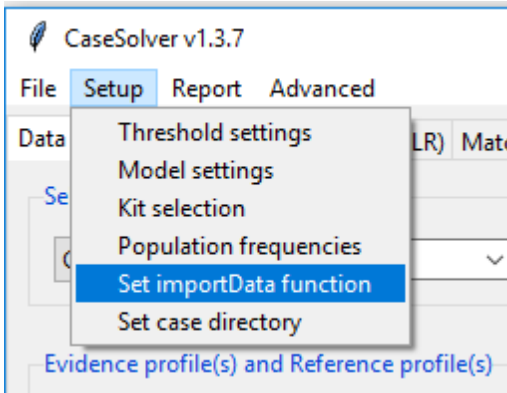 CaseSolver v1.3.7
File Setup Report Advanced
Data LR) Mate
Threshold settings
Se
Model settings
Kit selection
Population frequencies
Set importData function
Set case directory
Evidence profile(s) and Reference profile(s)